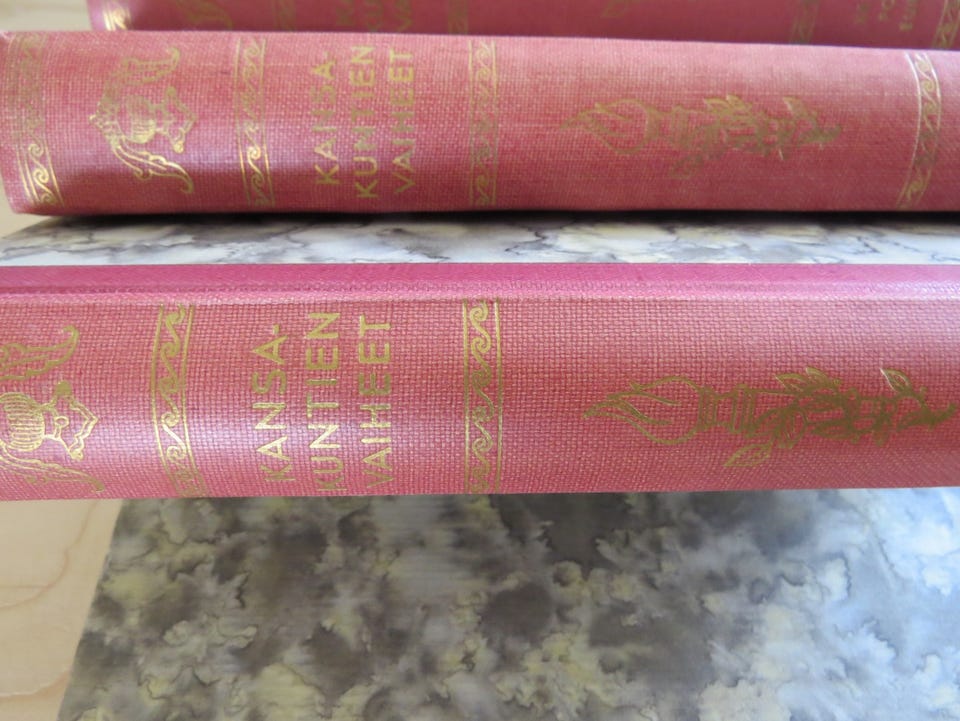 KANSA-
KUNTIEN
VAIHEET
KANSA-
KUNTIEN
VAIHEET